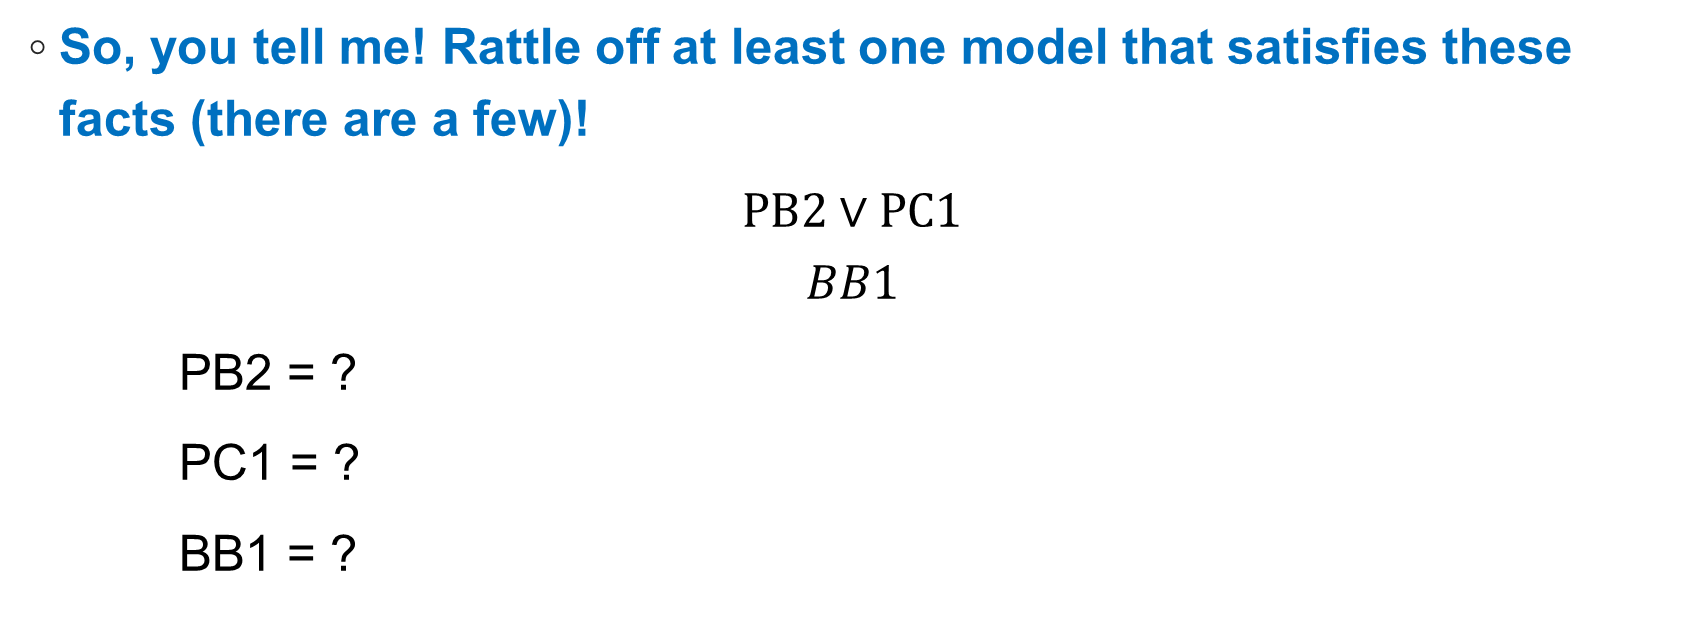 ◦ So, you tell me! Rattle off at least one model that satisfies these
facts (there are a few)!
PB2 ∨ PC1
BB1
PB2 = ?
PC1 = ?
BB1 = ?